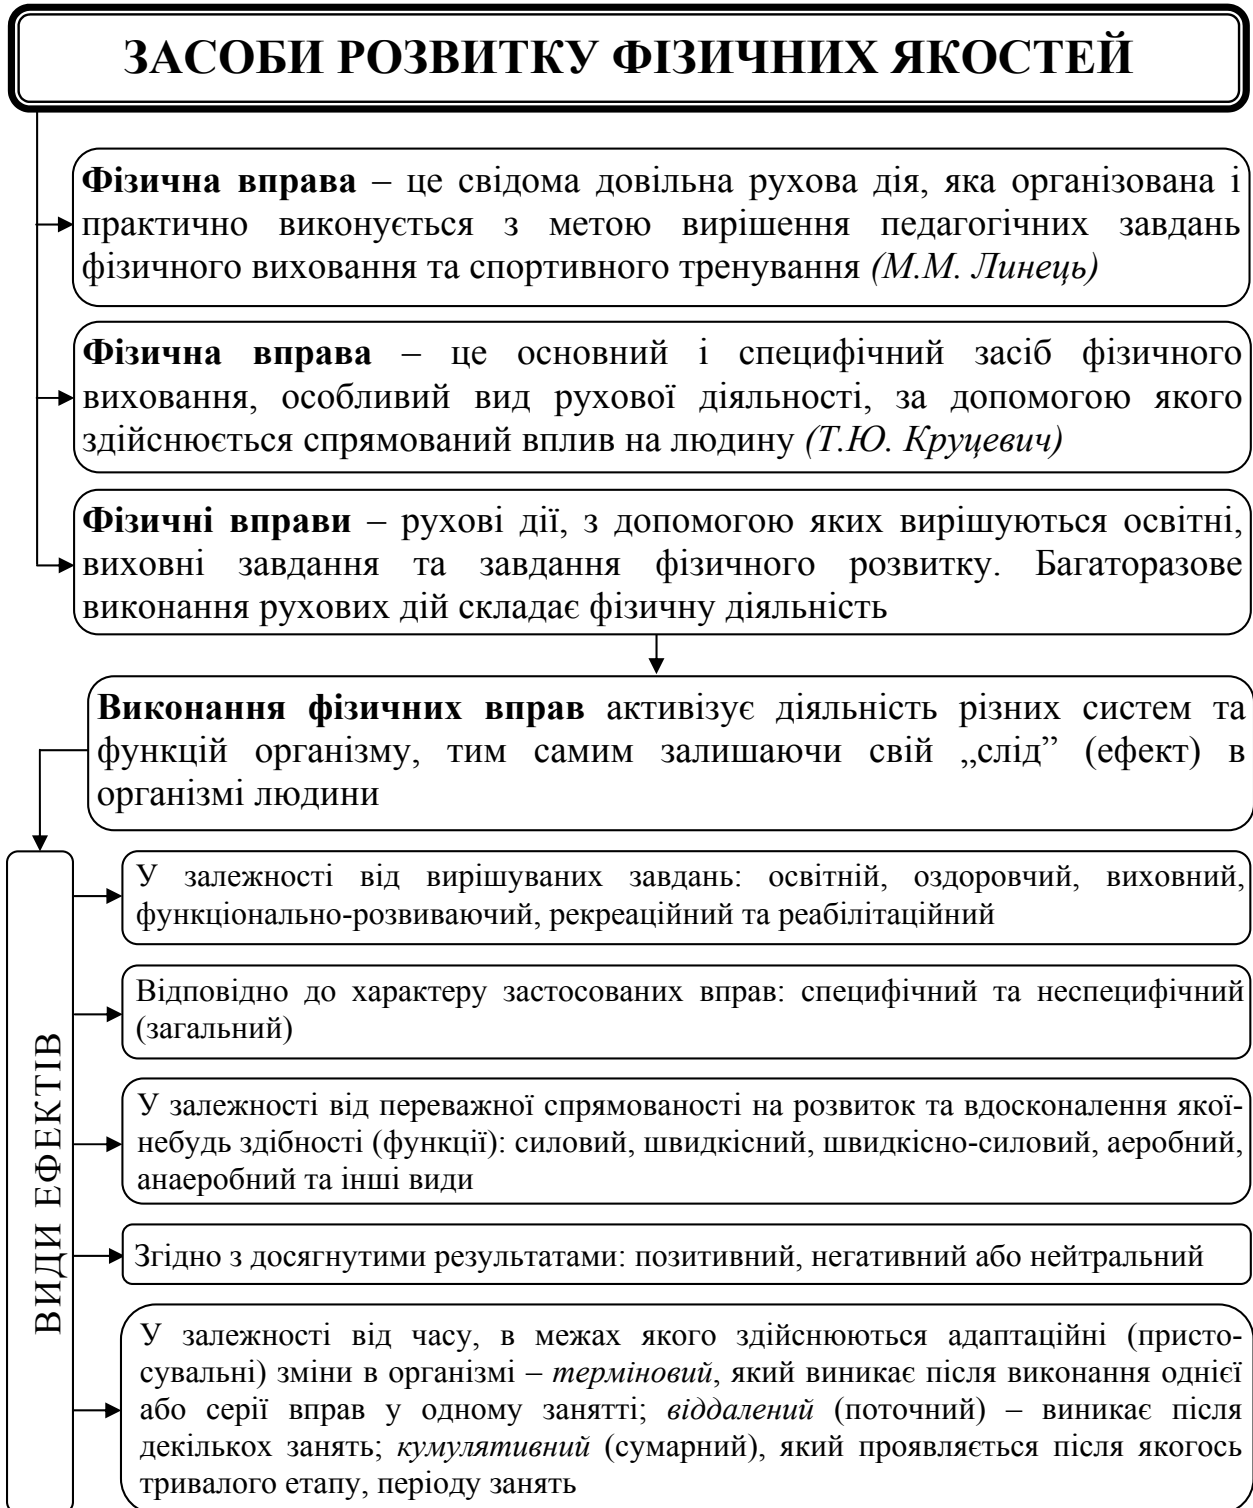 ЗАСОБИ РОЗВИТКУ ФІЗИЧНИХ ЯКОСТЕЙ
Фізична вправа – це свідома довільна рухова дія, яка організована і
практично виконується з метою вирішення педагогічних завдань
фізичного виховання та спортивного тренування (М.М. Линець)
Фізична вправа – це основний і специфічний засіб фізичного
виховання, особливий вид рухової діяльності, за допомогою якого
здійснюється спрямований вплив на людину (Т.Ю. Круцевич)
Фізичні вправи – рухові дії, з допомогою яких вирішуються освітні,
виховні завдання та завдання фізичного розвитку. Багаторазове
виконання рухових дій складає фізичну діяльність
Виконання фізичних вправ активізує діяльність різних систем та
функцій організму, тим самим залишаючи свій „слід” (ефект) в
організмі людини
ВИДИ ЕФЕКТІВ
У залежності від вирішуваних завдань: освітній, оздоровчий, виховний,
функціонально-розвиваючий, рекреаційний та реабілітаційний
Відповідно до характеру застосованих вправ: специфічний та неспецифічний
(загальний)
У залежності від переважної спрямованості на розвиток та вдосконалення якої-
небудь здібності (функції): силовий, швидкісний, швидкісно-силовий, аеробний,
анаеробний та інші види
Згідно з досягнутими результатами: позитивний, негативний або нейтральний
У залежності від часу, в межах якого здійснюються адаптаційні (присто-
сувальні) зміни в організмі – терміновий, який виникає після виконання однієї
або серії вправ у одному занятті; віддалений (поточний) – виникає після
декількох занять; кумулятивний (сумарний), який проявляється після якогось
тривалого етапу, періоду занять